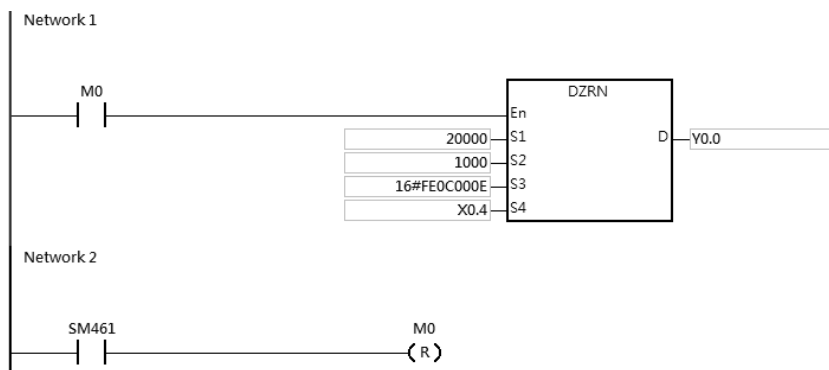 Network 1
M0
DZRN
En
20000 S1 D Y0.0
1000 S2
16#FE0C000E S3
X0.4 S4
Network 2
SM461 M0
( R )